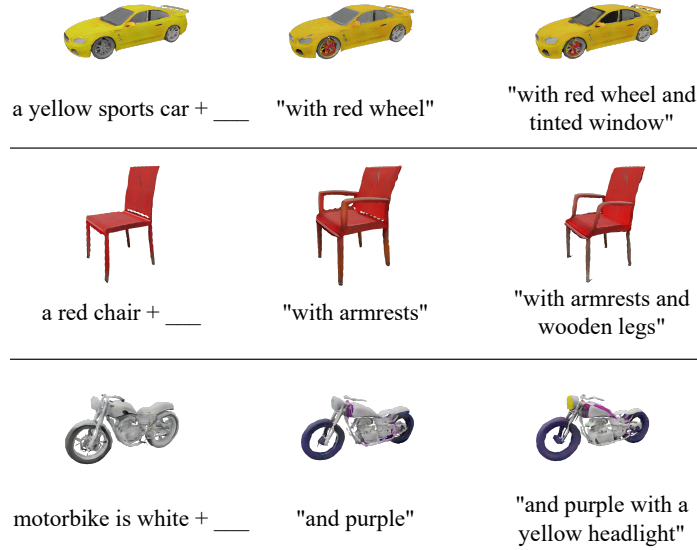 a yellow sports car + ___
"with red wheel"
"with red wheel and
tinted window"
a red chair + ___
"with armrests"
"with armrests and
wooden legs"
motorbike is white + ___
"and purple"
"and purple with a
yellow headlight"